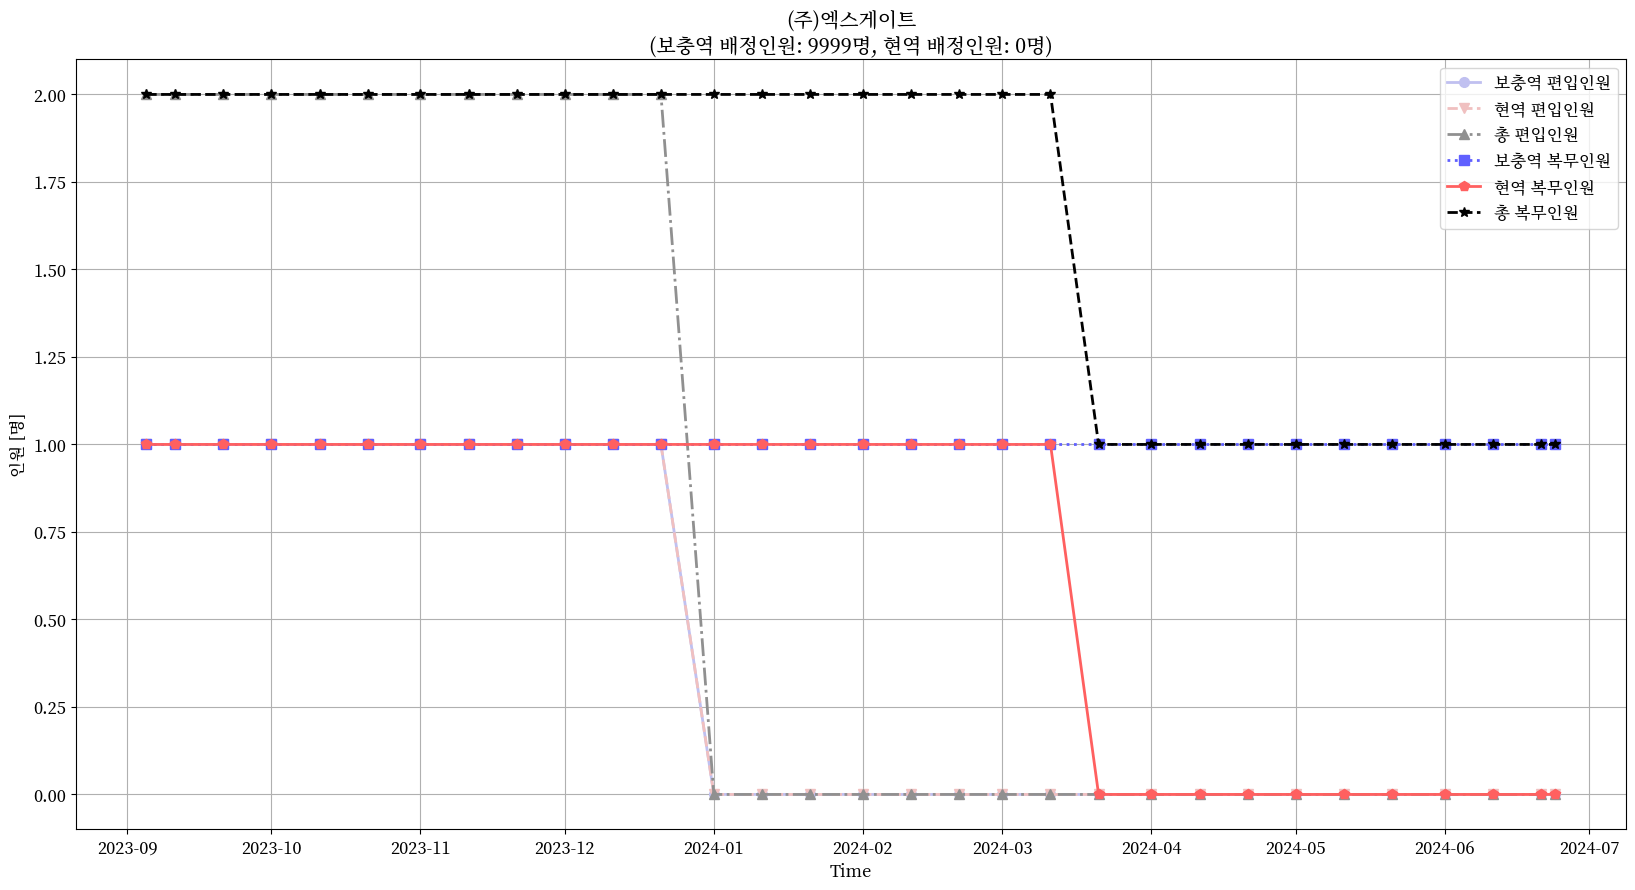 (주)엑스게이트
(보충역 배정인원: 9999명, 현역 배정인원: 0명)
보충역 편입인원
현역 편입인원
총 편입인원
보충역 복무인원
현역 복무인원
총 복무인원
2.00
1.75
1.50
1.25
1.00
0.75
0.50
0.25
0.00
인원 [명]
2023-09 2023-10 2023-11 2023-12 2024-01 2024-02 2024-03 2024-04 2024-05 2024-06 2024-07
Time